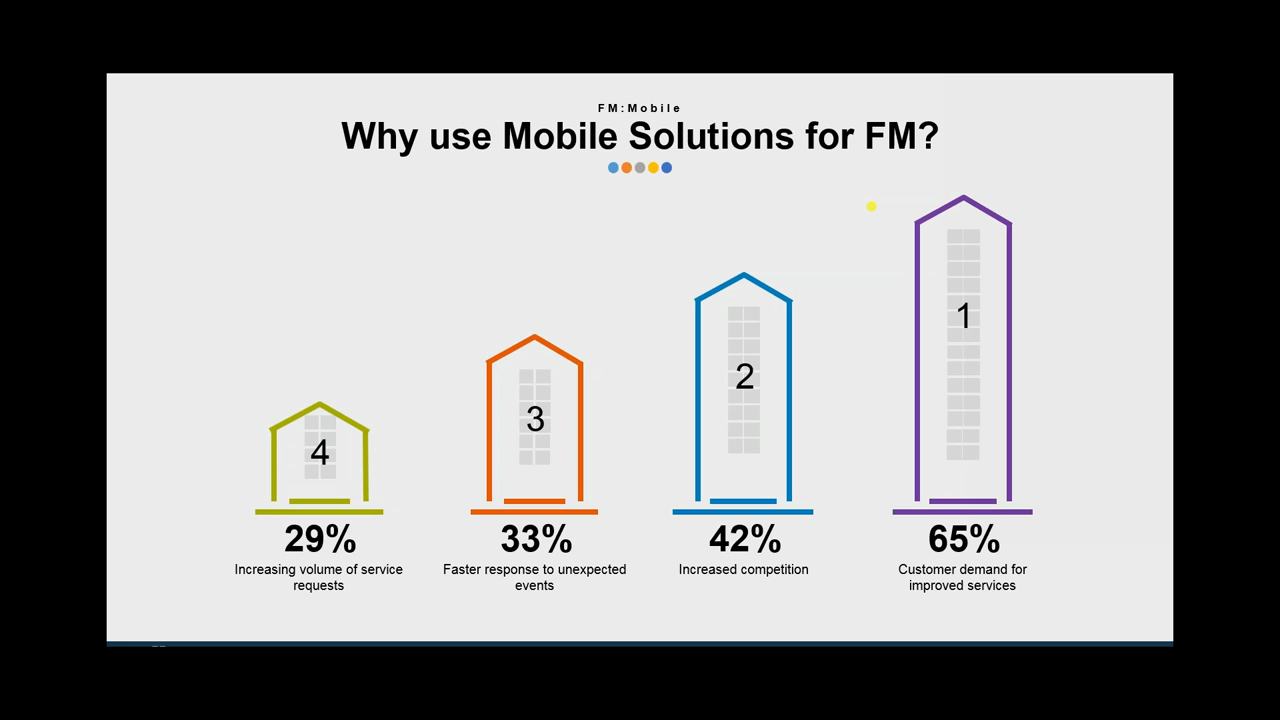 FM:Mobile
Why use Mobile Solutions for FM?
4
3
2
1
29%
33%
42%
65%
Increasing volume of service
requests
Faster response to unexpected
events
Increased competition
Customer demand for
improved services